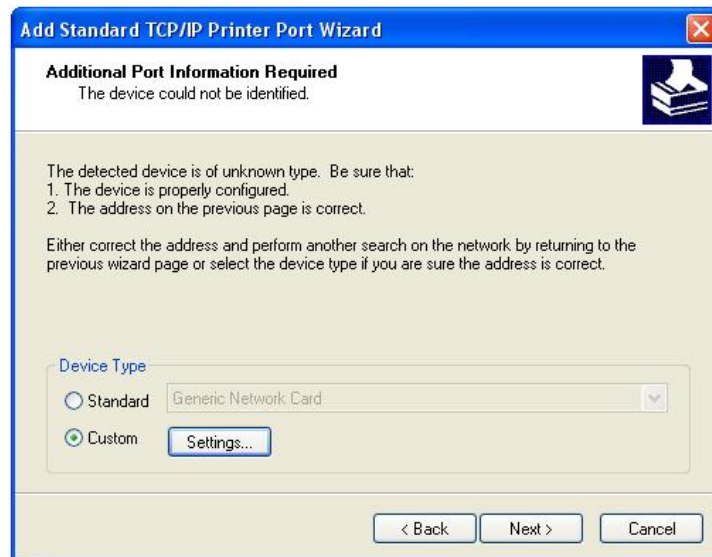 Add Standard TCP/IP Printer Port Wizard
Additional Port Information Required
The device could not be identified.
The detected device is of unknown type.  Be sure that:
1. The device is properly configured.
2.  The address on the previous page is correct.
Either correct the address and perform another search on the network by returning to the
previous wizard page or select the device type if you are sure the address is correct.
Device Type
Standard
Generic Network Card
Custom
Settings...
< Back
Next >
Cancel